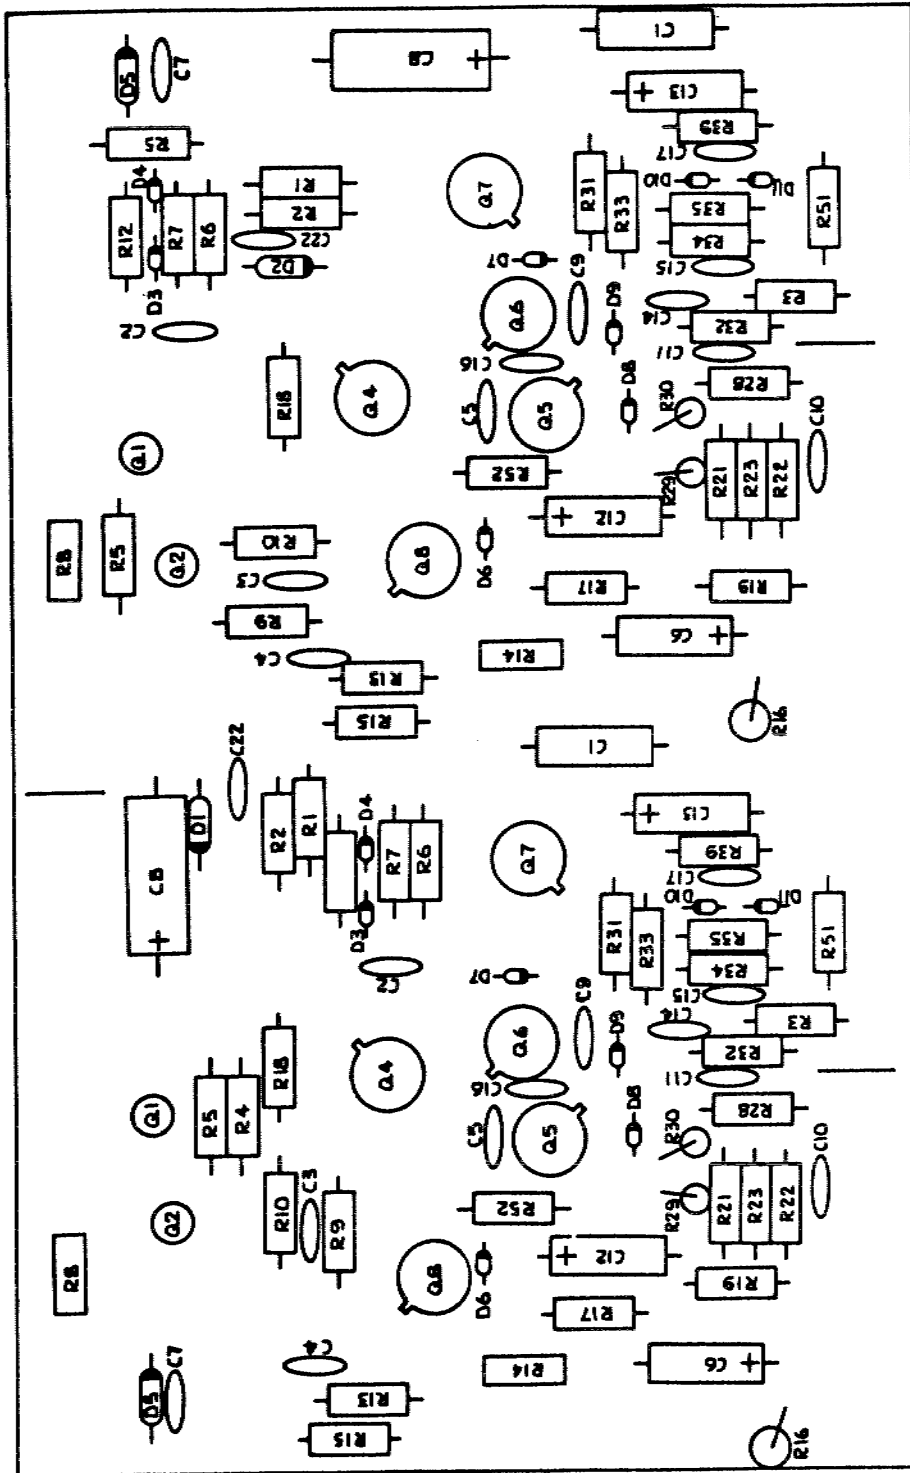 C1
C8 +
D5
C7
+ C13
R39
R5
C17
D4
D10
D11
Q7
R31
R33
R1
R2
R35
R51
R12
R7
R6
C22
R34
D2
D7
C15
D3
C9
D9
C14
R3
C2
Q6
R32
C16
C11
D8
R18
Q4
C5
Q5
R30
R28
C10
Q1
R52
R29
R21
R23
R22
+ C12
R8
R5
Q2
R10
Q8
D6
C3
R17
R19
R9
C6 +
C4
R14
R13
R15
R16
C1
C22
D1
R2
R1
D4
+ C13
C8
+
R7
R6
Q7
R39
C17
D3
D10
D11
R31
R33
R35
R51
C2
D7
R34
C15
C9
D9
C14
R3
Q6
R32
R18
Q4
C16
C11
Q1
R5
R4
C5
Q5
D8
R30
R28
C10
Q2
R10
C3
R9
R52
R29
R21
R23
R22
R8
Q8
D6
+ C12
R19
R17
C4
C7
D5
R14
C6 +
R13
R15
R16